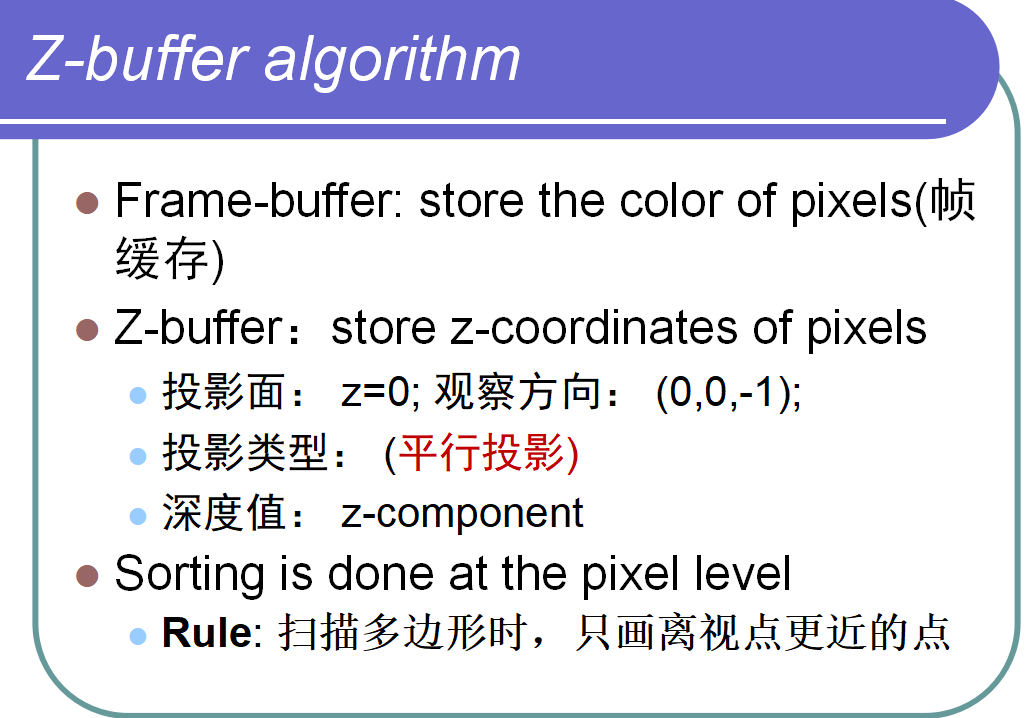 Z-buffer algorithm
Frame-buffer: store the color of pixels(帧
缓存)
Z-buffer：store z-coordinates of pixels
投影面： z=0; 观察方向： (0,0,-1);
投影类型： (平行投影)
深度值： z-component
Sorting is done at the pixel level
Rule: 扫描多边形时，只画离视点更近的点